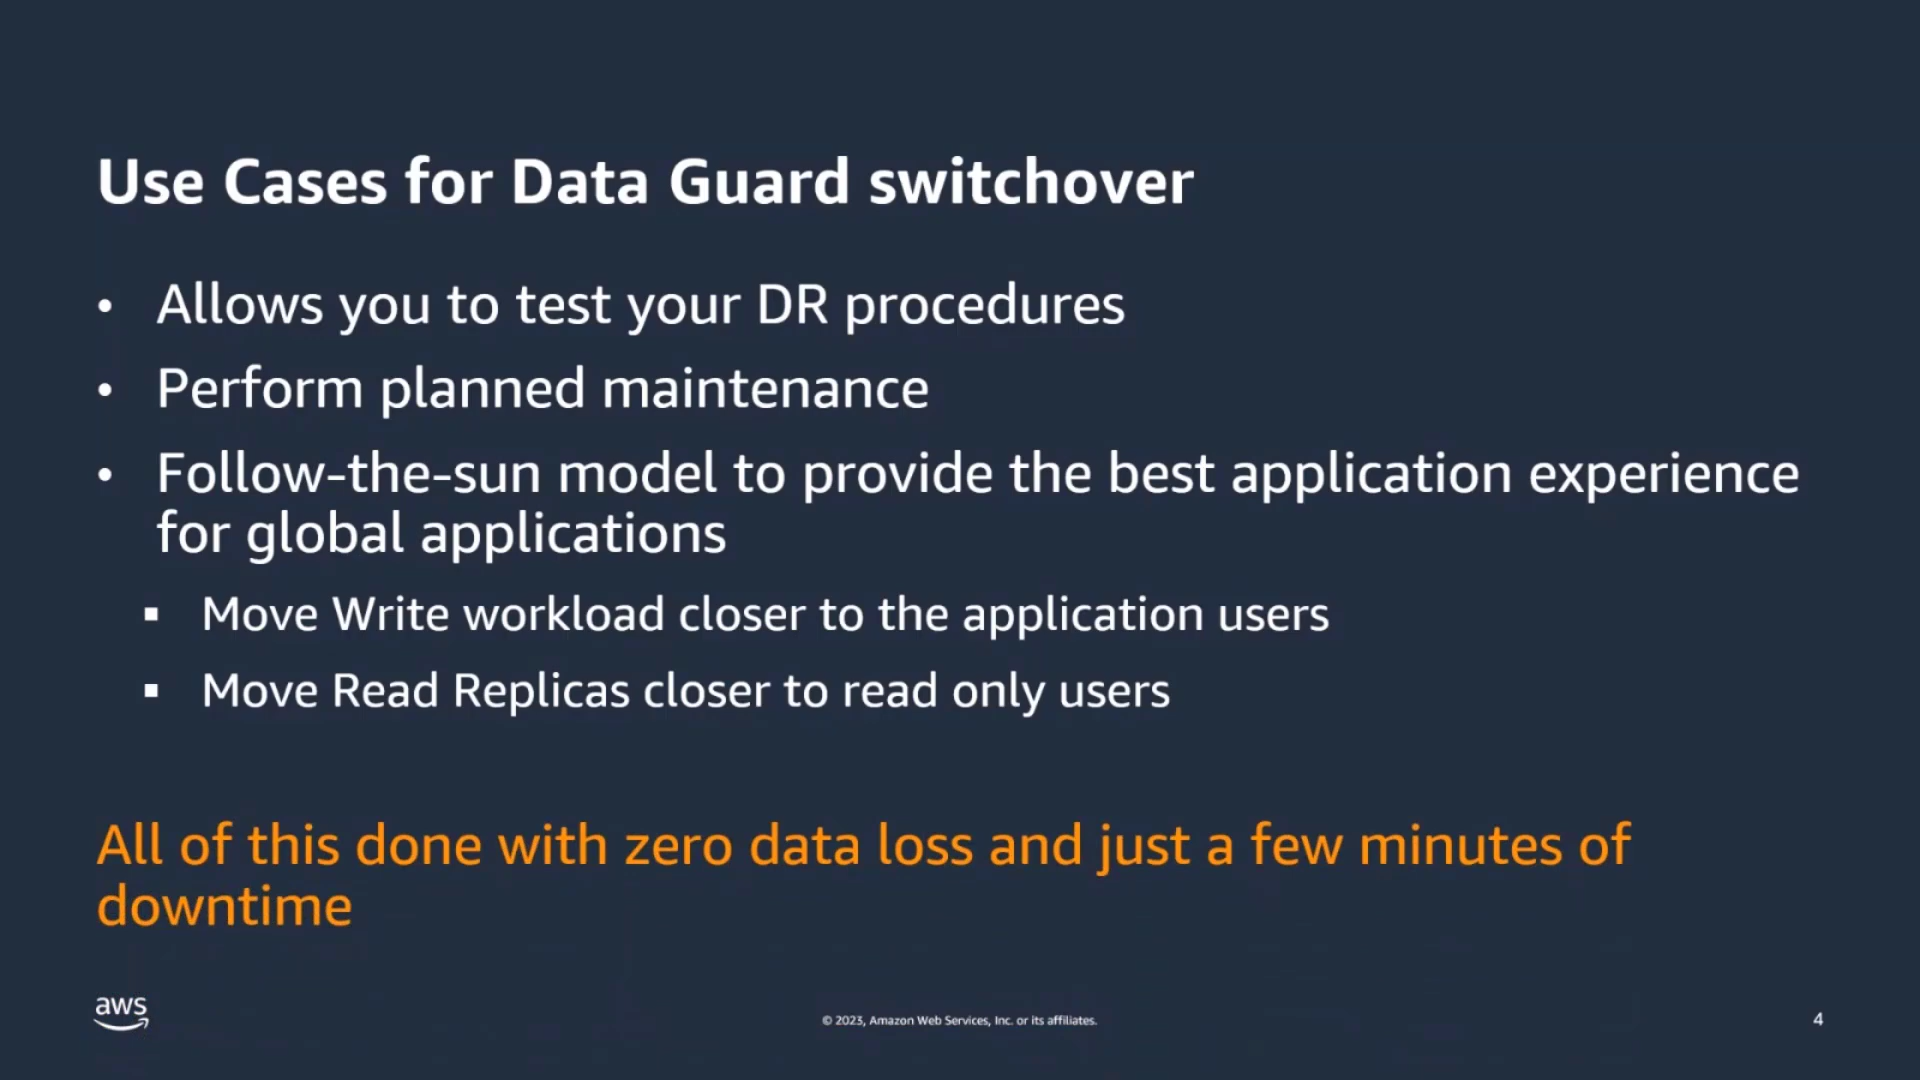 Use Cases for Data Guard switchover
• Allows you to test your DR procedures
• Perform planned maintenance
• Follow-the-sun model to provide the best application experience
for global applications
▪ Move Write workload closer to the application users
▪ Move Read Replicas closer to read only users
All of this done with zero data loss and just a few minutes of
downtime
aws
© 2023, Amazon Web Services, Inc. or its affiliates.
4